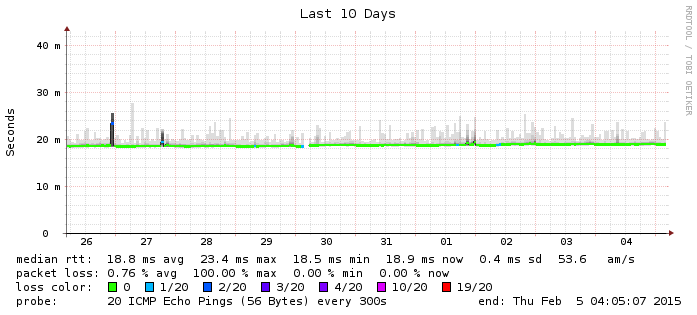 Last 10 Days
RRDTOOL / TOBI OETIKER
Seconds
40 m
30 m
20 m
10 m
0
26 27 28 29 30 31 01 02 03 04
median rtt: 18.8 ms avg 23.4 ms max 18.5 ms min 18.9 ms now 0.4 ms sd 53.6 am/s
packet loss: 0.76 % avg 100.00 % max 0.00 % min 0.00 % now
loss color: 0 1/20 2/20 3/20 4/20 10/20 19/20
probe: 20 ICMP Echo Pings (56 Bytes) every 300s end: Thu Feb 5 04:05:07 2015